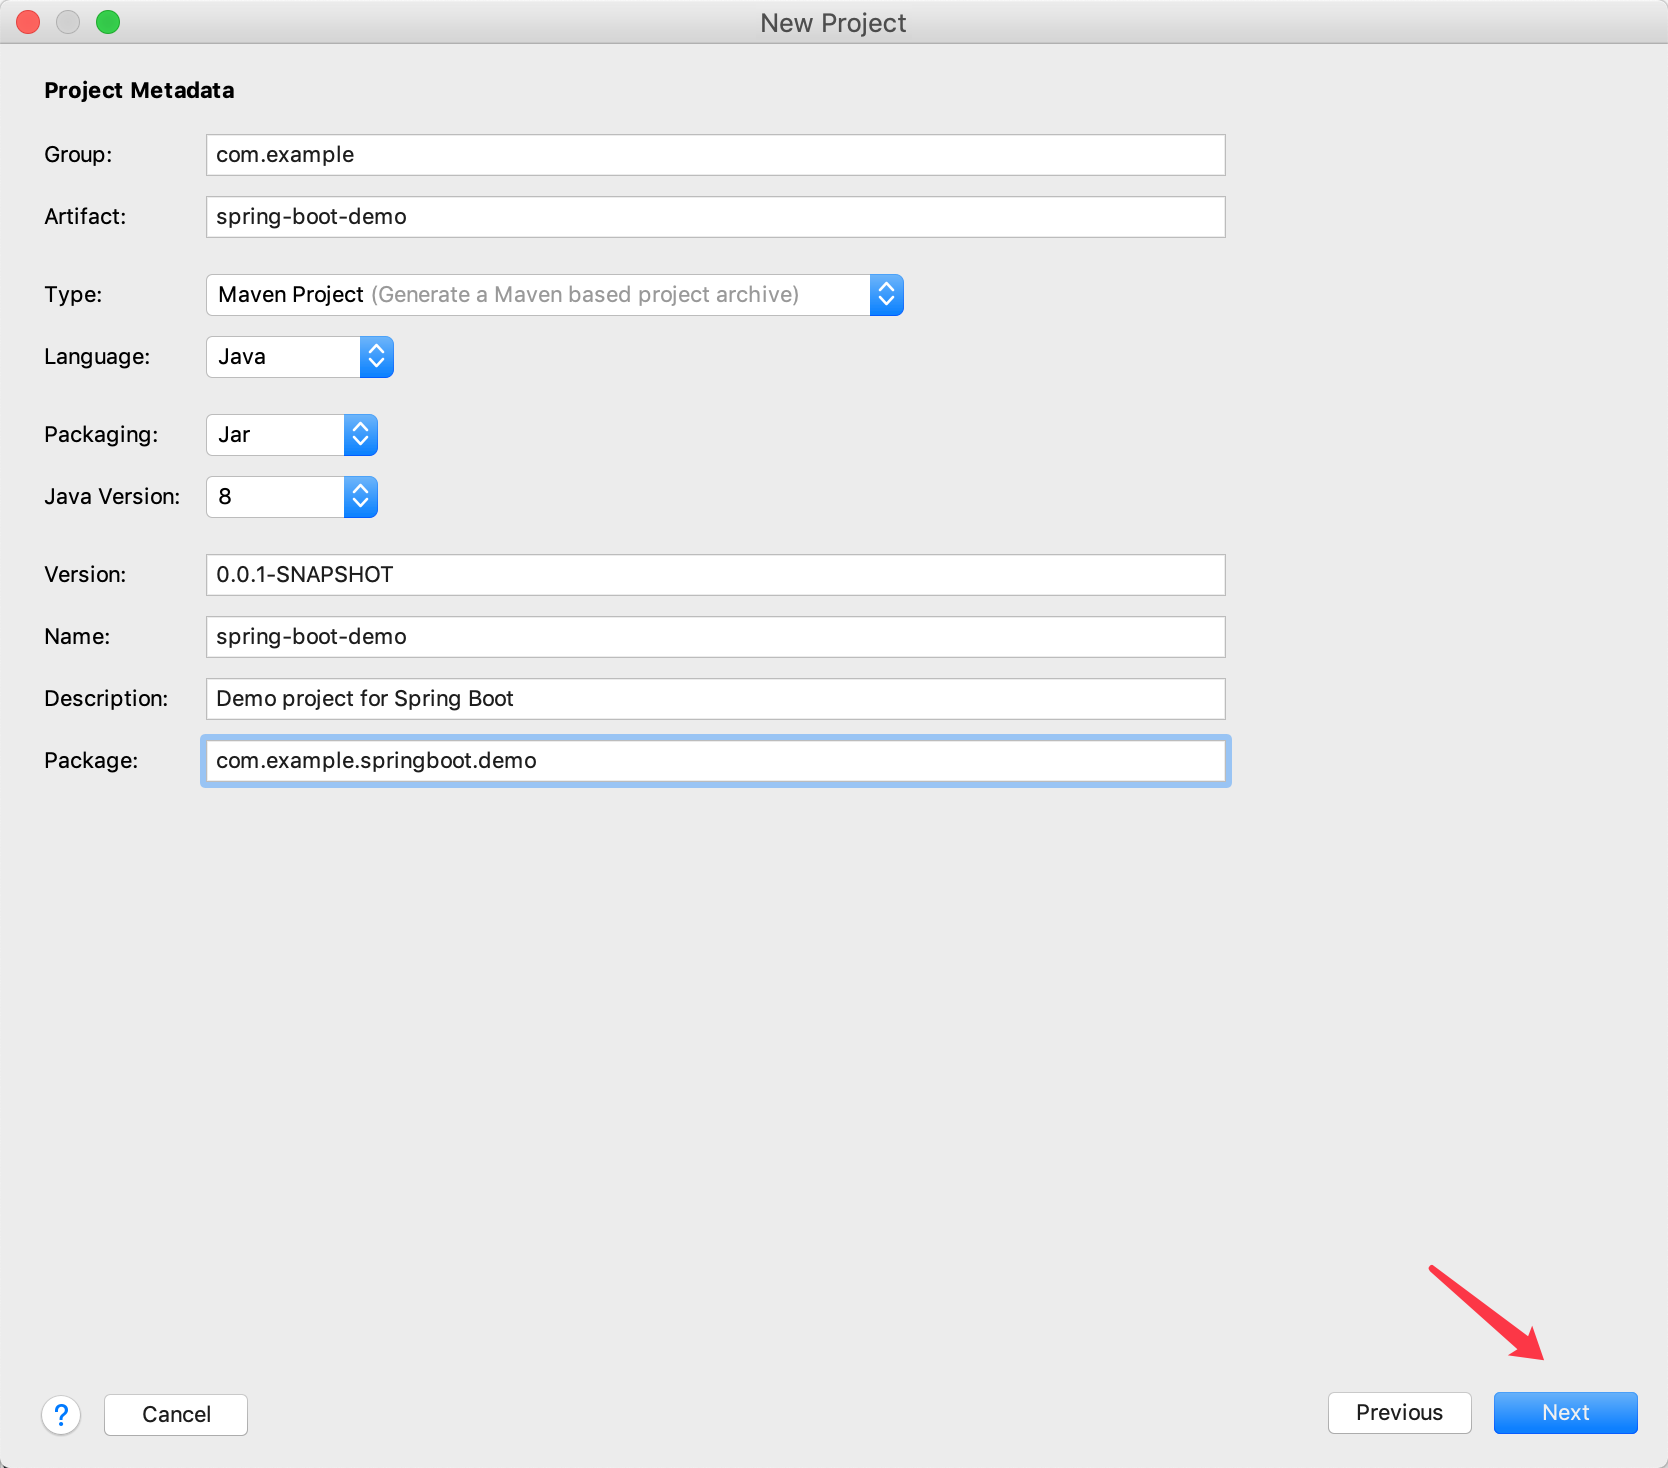 New Project
Project Metadata
Group: com.example
Artifact: spring-boot-demo
Type: Maven Project (Generate a Maven based project archive)
Language: Java
Packaging: Jar
Java Version: 8
Version: 0.0.1-SNAPSHOT
Name: spring-boot-demo
Description: Demo project for Spring Boot
Package: com.example.springboot.demo
? Cancel Previous Next